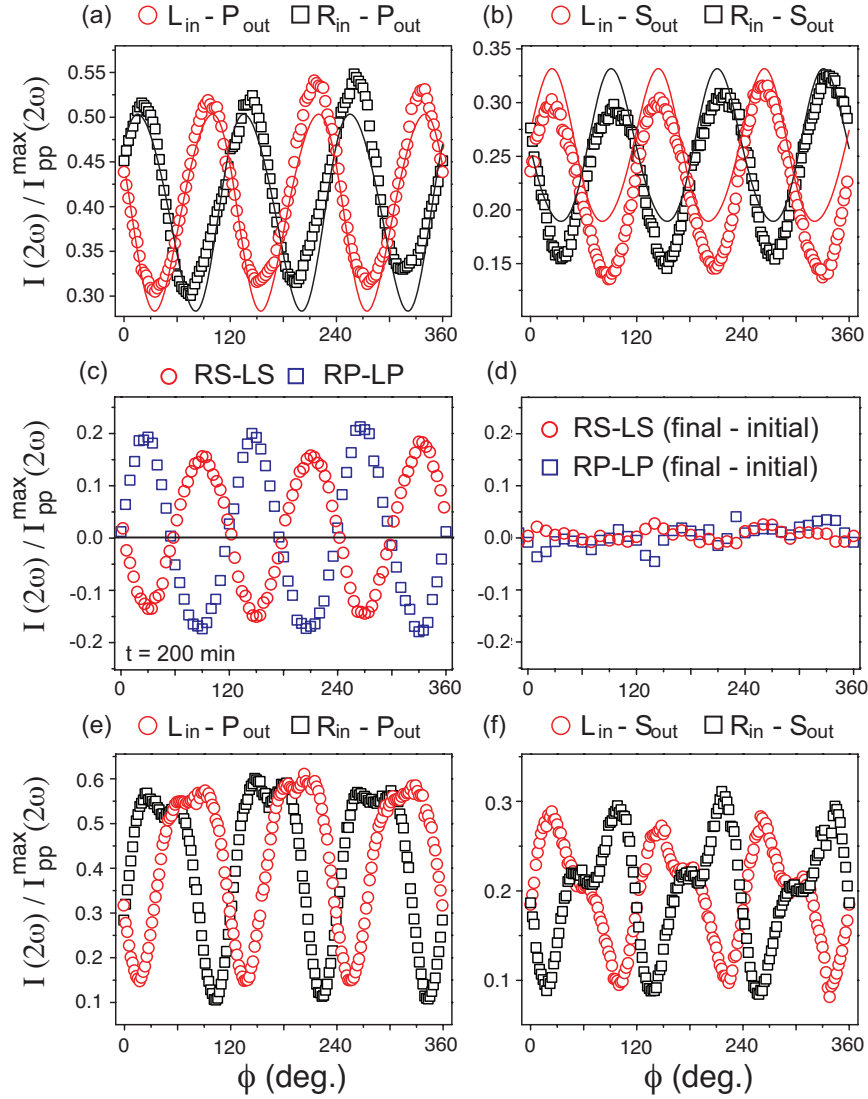 (a) ○ L_in - P_out □ R_in - P_out
(b) ○ L_in - S_out □ R_in - S_out
I (2ω) / I_pp^max (2ω)
0.55
0.50
0.45
0.40
0.35
0.30
0 120 240 360
0.35
0.30
0.25
0.20
0.15
0 120 240 360
(c) ○ RS-LS □ RP-LP
(d)
I (2ω) / I_pp^max (2ω)
0.2
0.1
0.0
-0.1
-0.2
t = 200 min
0 120 240 360
○ RS-LS (final - initial)
□ RP-LP (final - initial)
0.2
0.1
0.0
-0.1
-0.2
0 120 240 360
(e) ○ L_in - P_out □ R_in - P_out
(f) ○ L_in - S_out □ R_in - S_out
I (2ω) / I_pp^max (2ω)
0.6
0.5
0.4
0.3
0.2
0.1
0 120 240 360
ϕ (deg.)
0.3
0.2
0.1
0 120 240 360
ϕ (deg.)